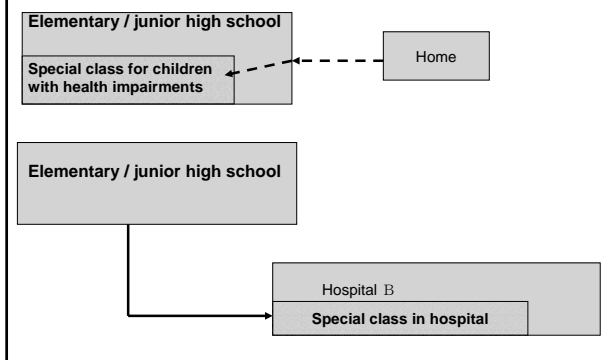 Elementary / junior high school
Special class for children
with health impairments
Home
Elementary / junior high school
Hospital B
Special class in hospital